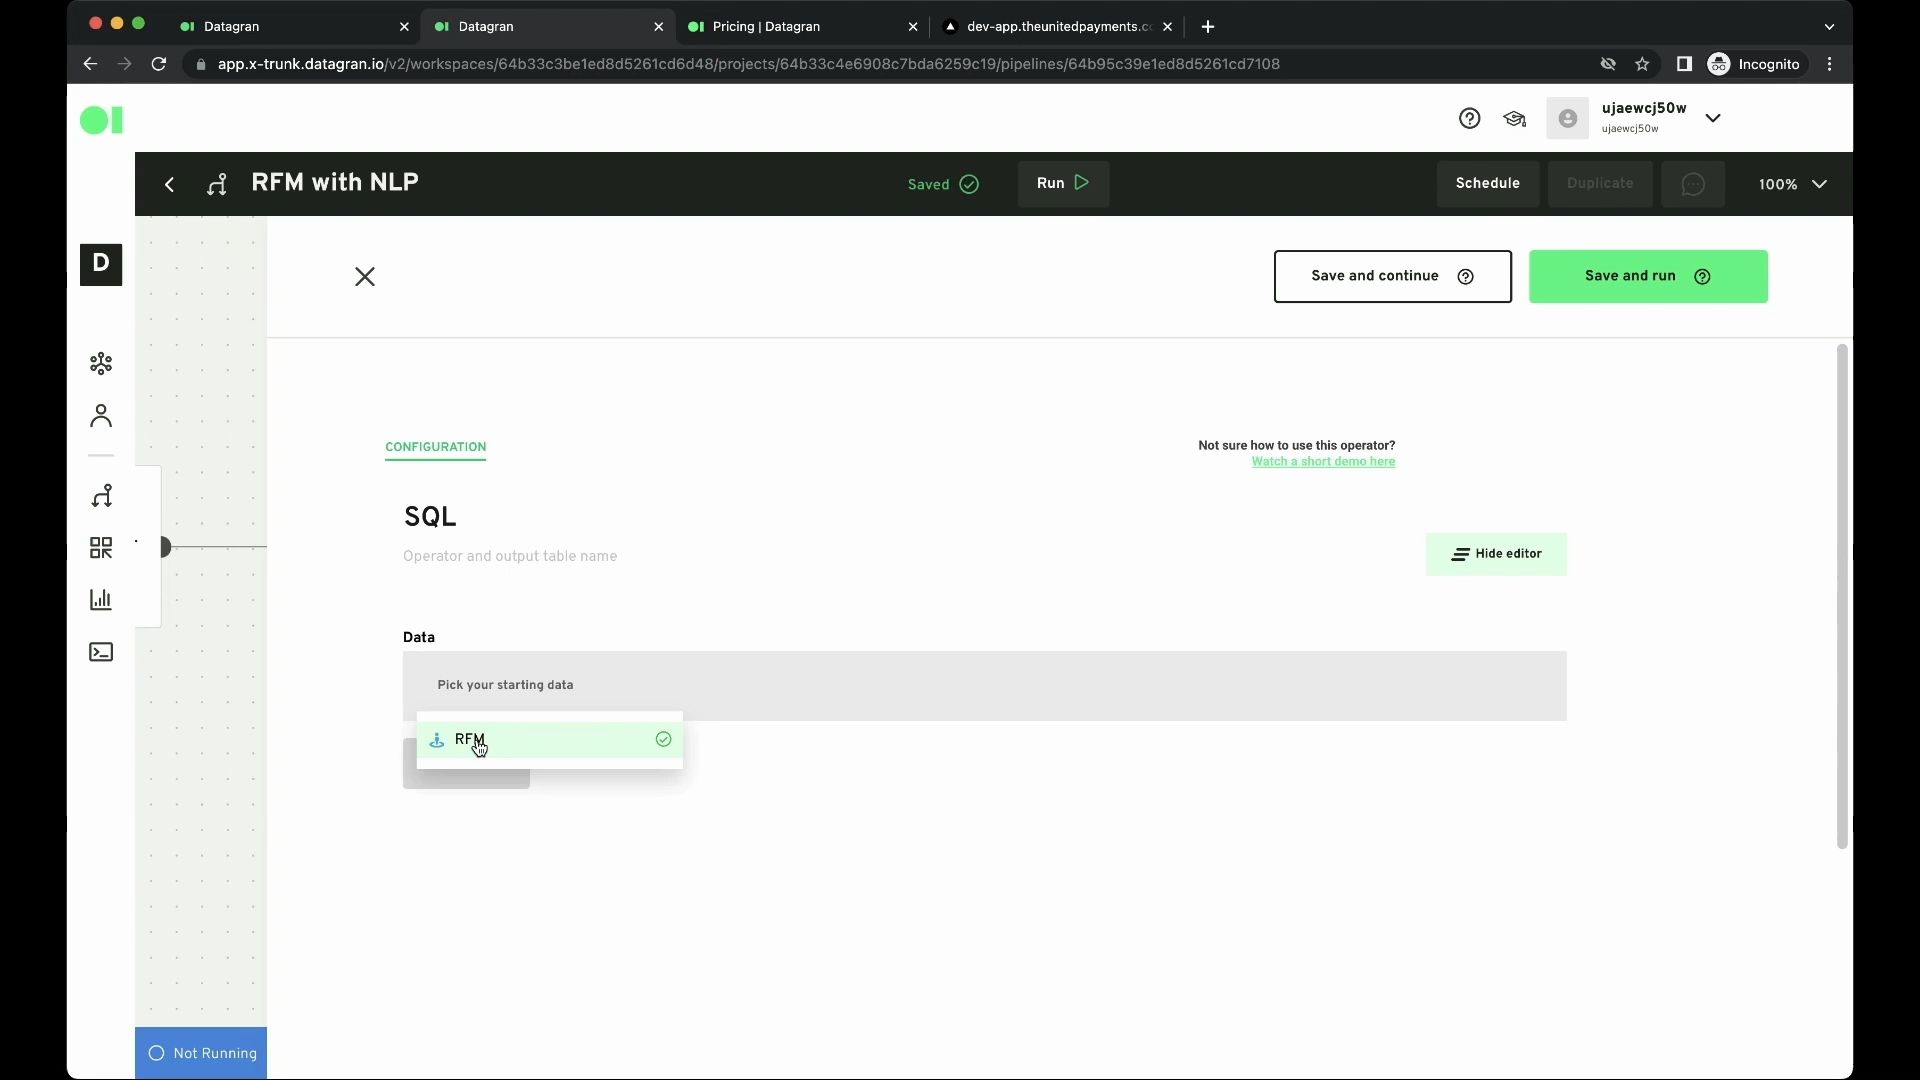 Datagran
Datagran
Pricing | Datagran
dev-app.theunitedpayments.cc
app.x-trunk.datagran.io/v2/workspaces/64b33c3be1ed8d5261cd6d48/projects/64b33c4e6908c7bda6259c19/pipelines/64b95c39e1ed8d5261cd7108
Incognito
ujaewcj50w
ujaewcj50w
RFM with NLP
Saved
Run
Schedule
Duplicate
100%
D
Save and continue
Save and run
CONFIGURATION
Not sure how to use this operator?
Watch a short demo here
SQL
Operator and output table name
Hide editor
Data
Pick your starting data
RFM
Not Running